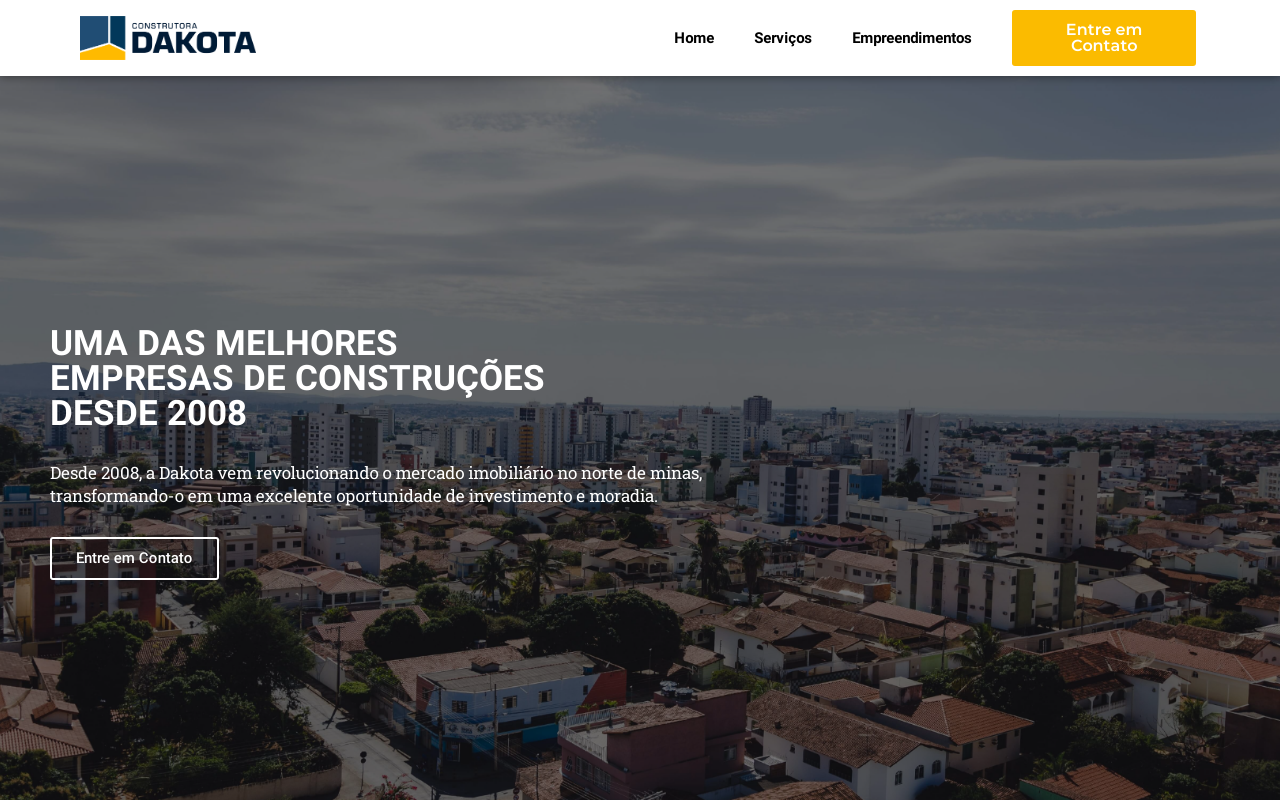 CONSTRUTORA
DAKOTA
Home
Serviços
Empreendimentos
Entre em
Contato
UMA DAS MELHORES
EMPRESAS DE CONSTRUÇÕES
DESDE 2008
Desde 2008, a Dakota vem revolucionando o mercado imobiliário no norte de minas,
transformando-o em uma excelente oportunidade de investimento e moradia.
Entre em Contato